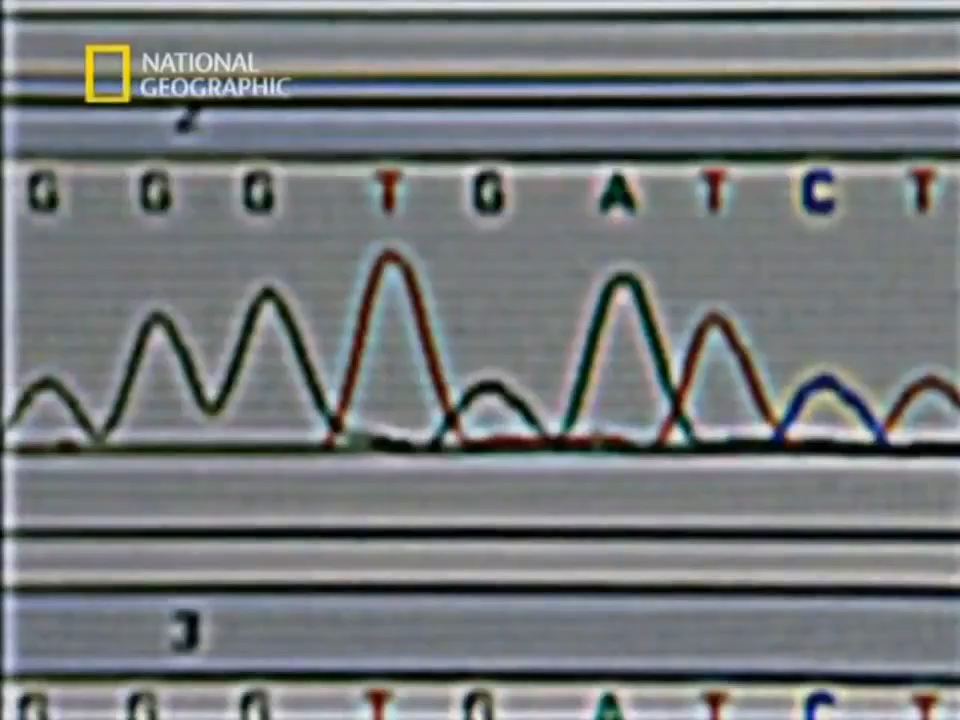 NATIONAL
GEOGRAPHIC
2
G G G T G A T C T
3
G G G T G A T C T